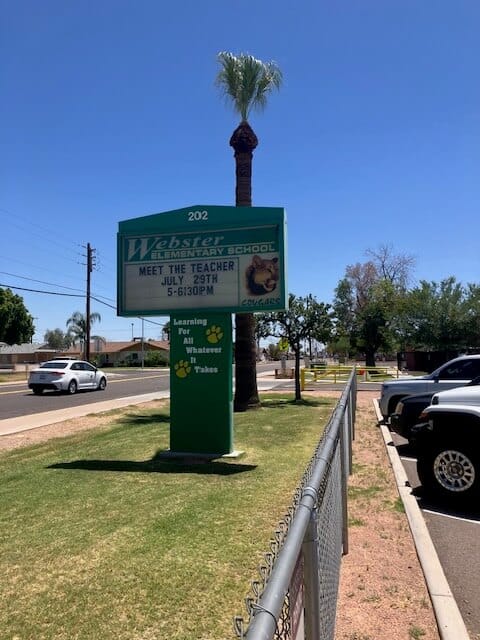 202
Webster
ELEMENTARY SCHOOL
MEET THE TEACHER
JULY 29TH
5-6:30PM
COUGARS
Learning
For
All
Whatever
It
Takes